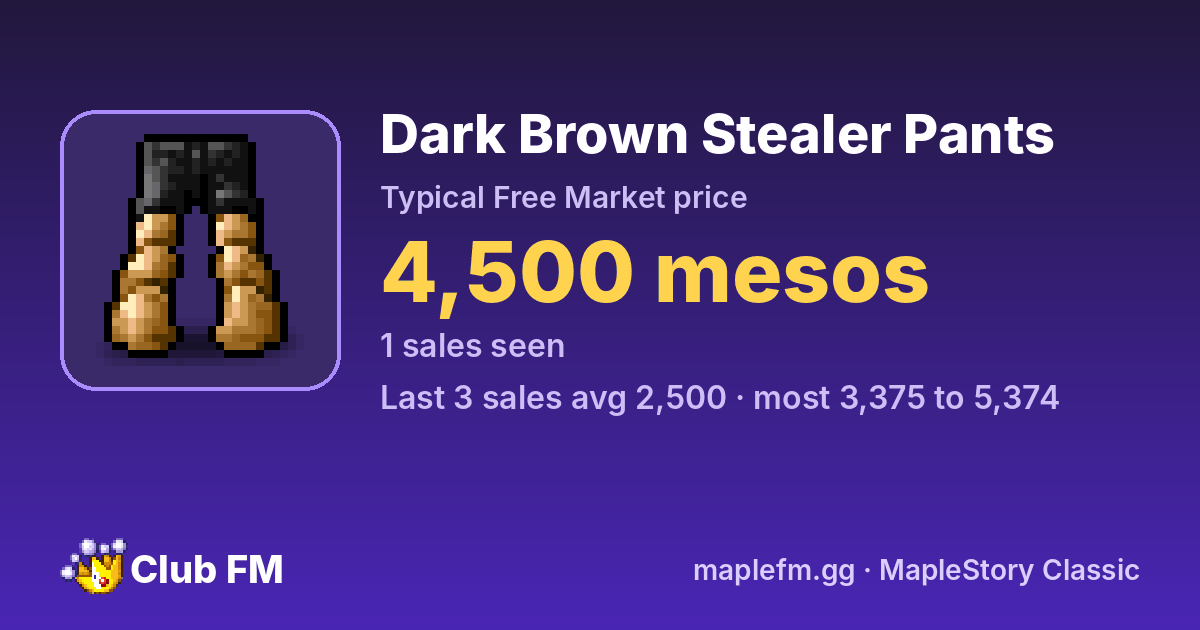 Dark Brown Stealer Pants
Typical Free Market price
4,500 mesos
1 sales seen
Last 3 sales avg 2,500 · most 3,375 to 5,374
Club FM
maplefm.gg · MapleStory Classic